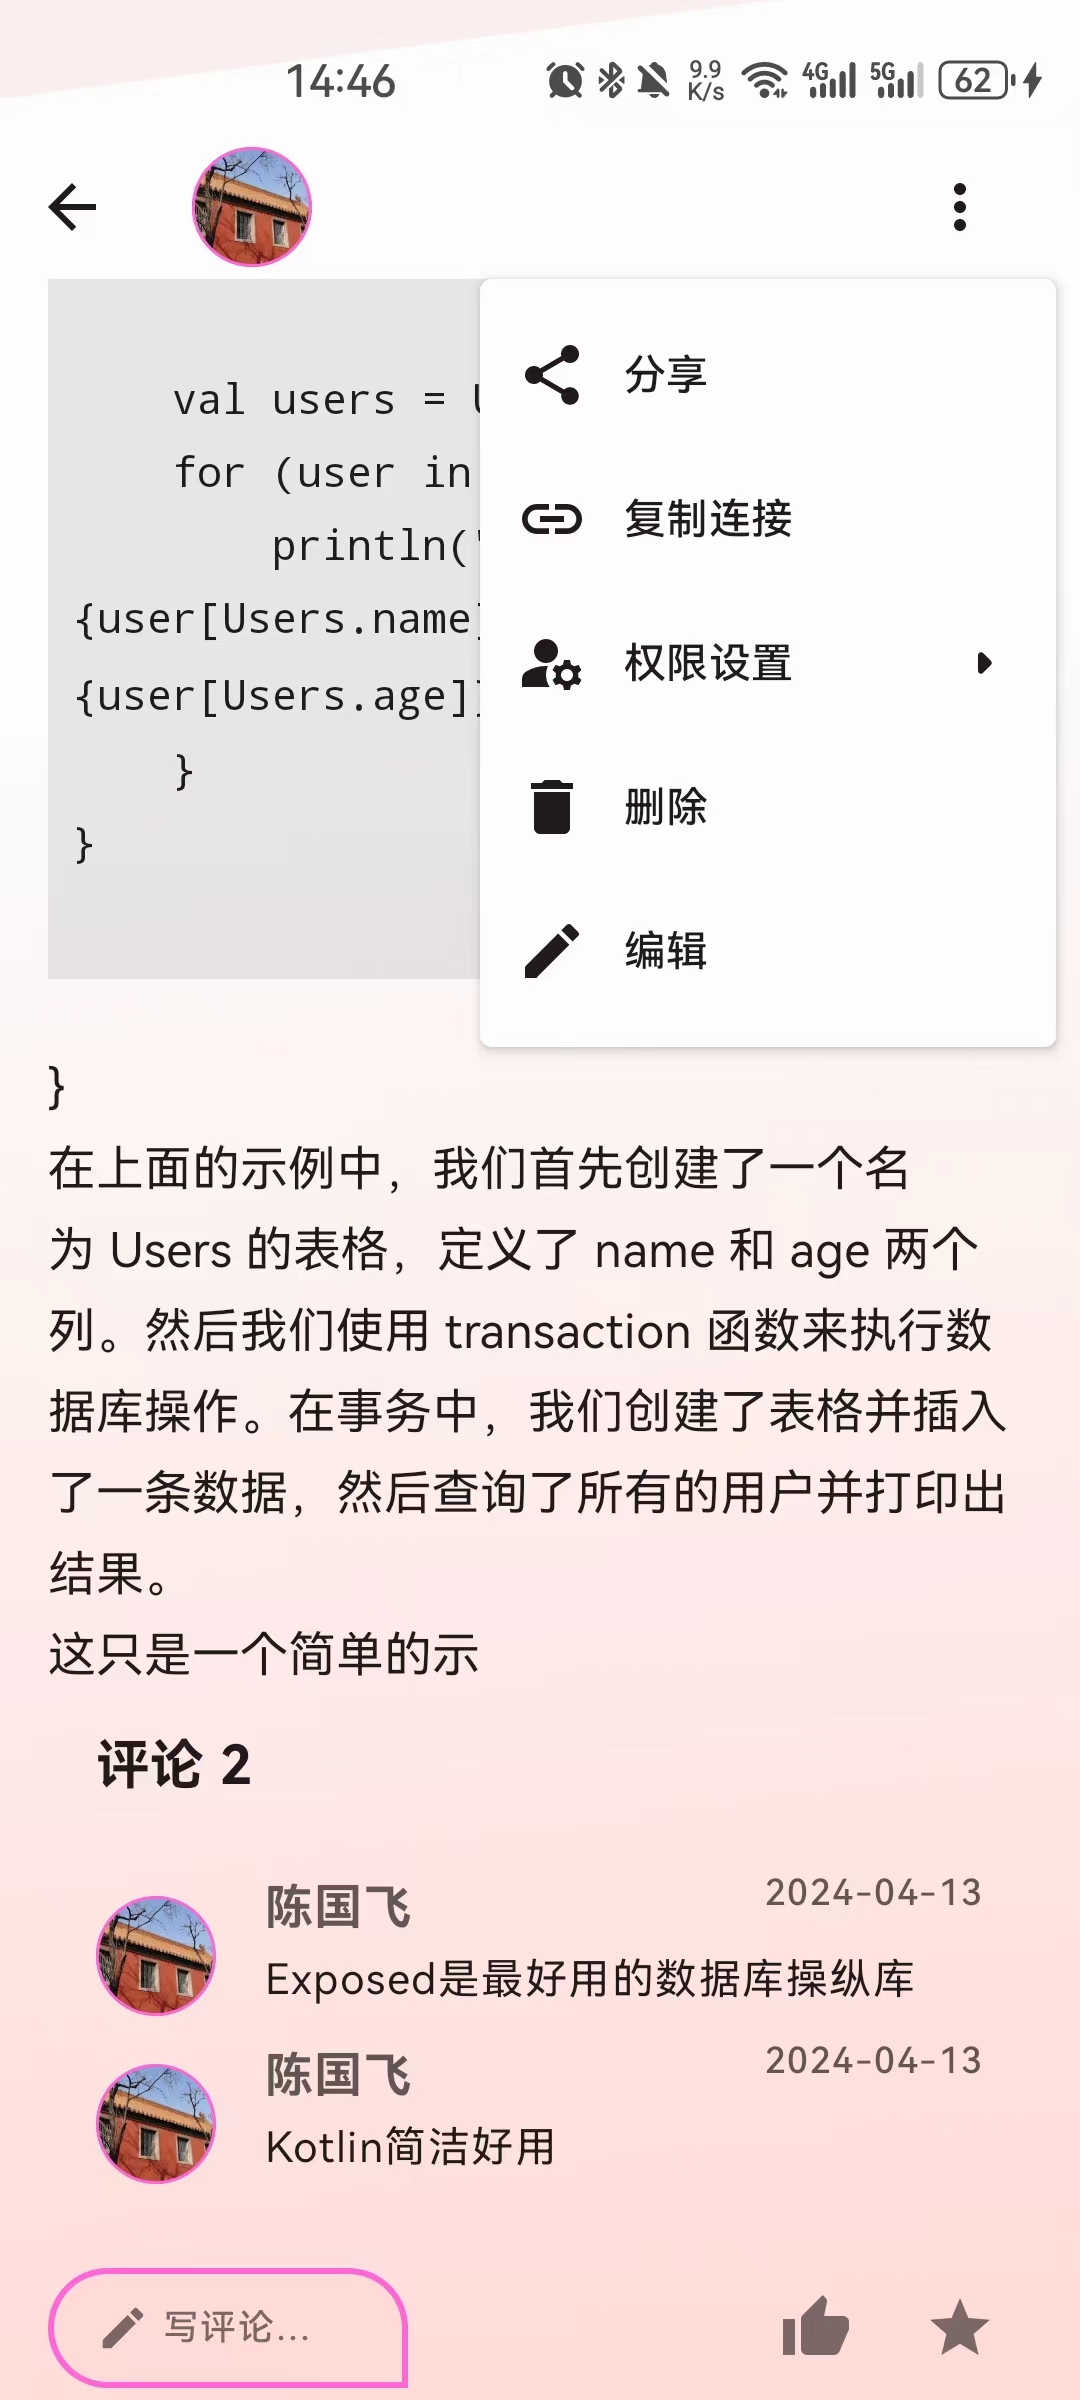 14:46
9.9
K/s
4G
5G
62
val users =
for (user in
println(
{user[Users.name]
{user[Users.age]}
}
}
分享
复制连接
权限设置
删除
编辑
}
在上面的示例中，我们首先创建了一个名
为 Users 的表格，定义了 name 和 age 两个
列。然后我们使用 transaction 函数来执行数
据库操作。在事务中，我们创建了表格并插入
了一条数据，然后查询了所有的用户并打印出
结果。
这只是一个简单的示
评论 2
陈国飞
2024-04-13
Exposed是最好用的数据库操纵库
陈国飞
2024-04-13
Kotlin简洁好用
写评论...